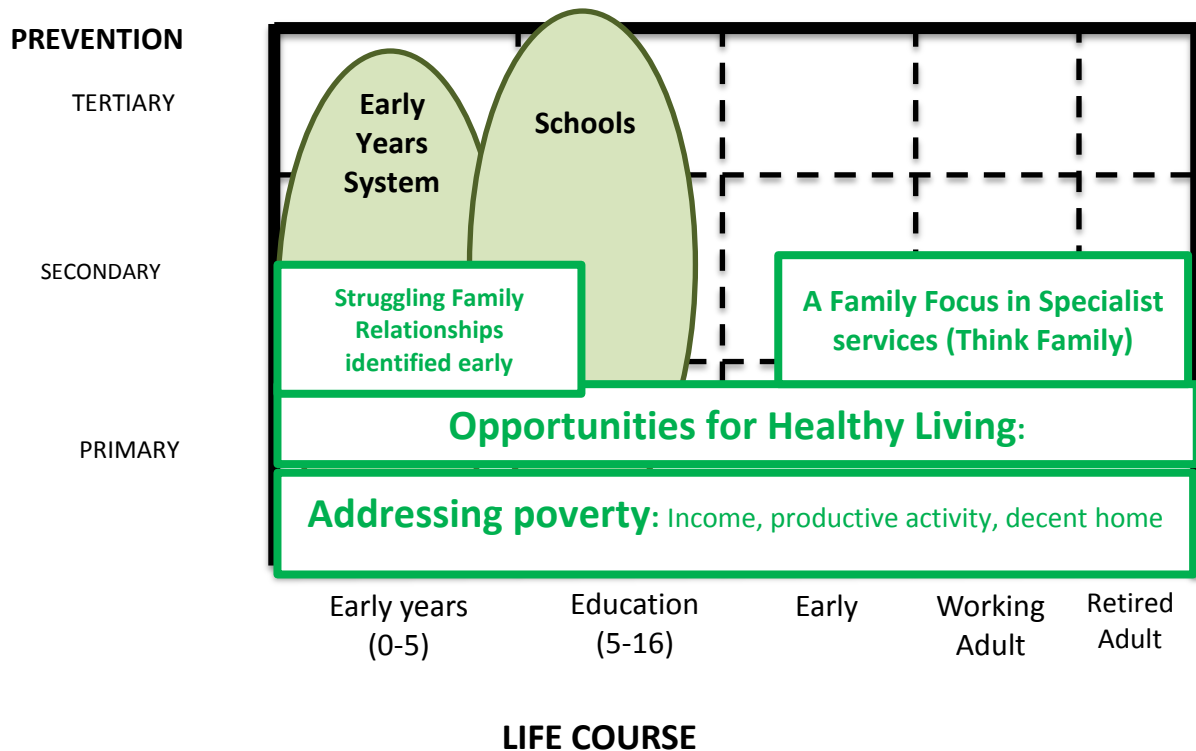 PREVENTION
TERTIARY
Early
Years
System
Schools
SECONDARY
Struggling Family
Relationships
identified early
A Family Focus in Specialist
services (Think Family)
Opportunities for Healthy Living:
PRIMARY
Addressing poverty: Income, productive activity, decent home
Early years
(0-5)
Education
(5-16)
Early
Working
Adult
Retired
Adult
LIFE COURSE